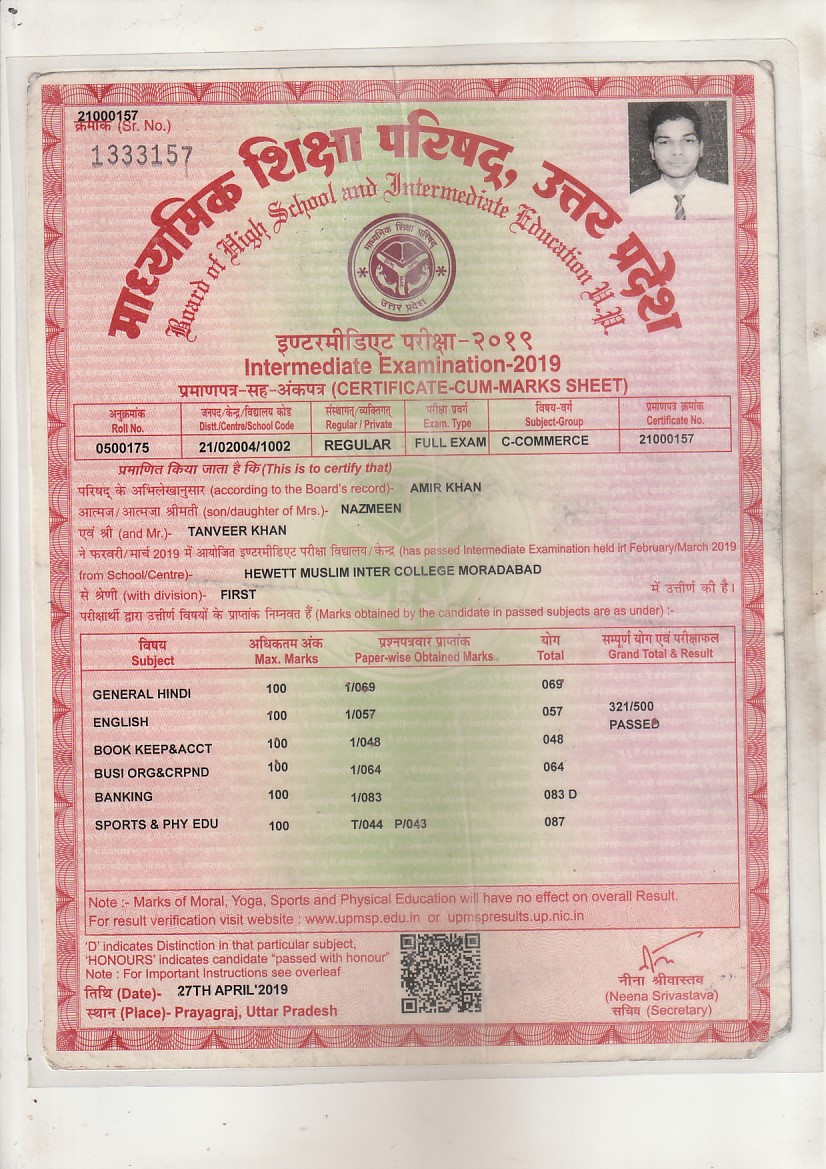 21000157
क्रमांक (Sr. No.)
1333157
माध्यमिक शिक्षा परिषद्, उत्तर प्रदेश
Board of High School and Intermediate Education U.P.
माध्यमिक शिक्षा परिषद्
उत्तर प्रदेश
इण्टरमीडिएट परीक्षा-२०१९
Intermediate Examination-2019
प्रमाणपत्र-सह-अंकपत्र (CERTIFICATE-CUM-MARKS SHEET)
अनुक्रमांक जनपद/केन्द्र/विद्यालय कोड संस्थागत/व्यक्तिगत परीक्षा प्रवर्ग विषय-वर्ग प्रमाणपत्र क्रमांक
Roll No. Distt./Centre/School Code Regular / Private Exam. Type Subject-Group Certificate No.
0500175 21/02004/1002 REGULAR FULL EXAM C-COMMERCE 21000157
प्रमाणित किया जाता है कि (This is to certify that)
परिषद् के अभिलेखानुसार (according to the Board's record)- AMIR KHAN
आत्मज/आत्मजा श्रीमती (son/daughter of Mrs.)- NAZMEEN
एवं श्री (and Mr.)- TANVEER KHAN
ने फरवरी/मार्च 2019 में आयोजित इण्टरमीडिएट परीक्षा विद्यालय/केन्द्र (has passed Intermediate Examination held in February/March 2019
from School/Centre)- HEWETT MUSLIM INTER COLLEGE MORADABAD
से श्रेणी (with division)- FIRST में उत्तीर्ण की है।
परीक्षार्थी द्वारा उत्तीर्ण विषयों के प्राप्तांक निम्नवत हैं (Marks obtained by the candidate in passed subjects are as under) :-
विषय अधिकतम अंक प्रश्नपत्रवार प्राप्तांक योग सम्पूर्ण योग एवं परीक्षाफल
Subject Max. Marks Paper-wise Obtained Marks Total Grand Total & Result
GENERAL HINDI 100 1/069 069
ENGLISH 100 1/057 057 321/500
PASSED
BOOK KEEP&ACCT 100 1/048 048
BUSI ORG&CRPND 100 1/064 064
BANKING 100 1/083 083 D
SPORTS & PHY EDU 100 T/044 P/043 087
Note :- Marks of Moral, Yoga, Sports and Physical Education will have no effect on overall Result.
For result verification visit website : www.upmsp.edu.in or upmspresults.up.nic.in
'D' indicates Distinction in that particular subject,
'HONOURS' indicates candidate "passed with honour"
Note : For Important Instructions see overleaf
तिथि (Date)- 27TH APRIL'2019
स्थान (Place)- Prayagraj, Uttar Pradesh
नीना श्रीवास्तव
(Neena Srivastava)
सचिव (Secretary)